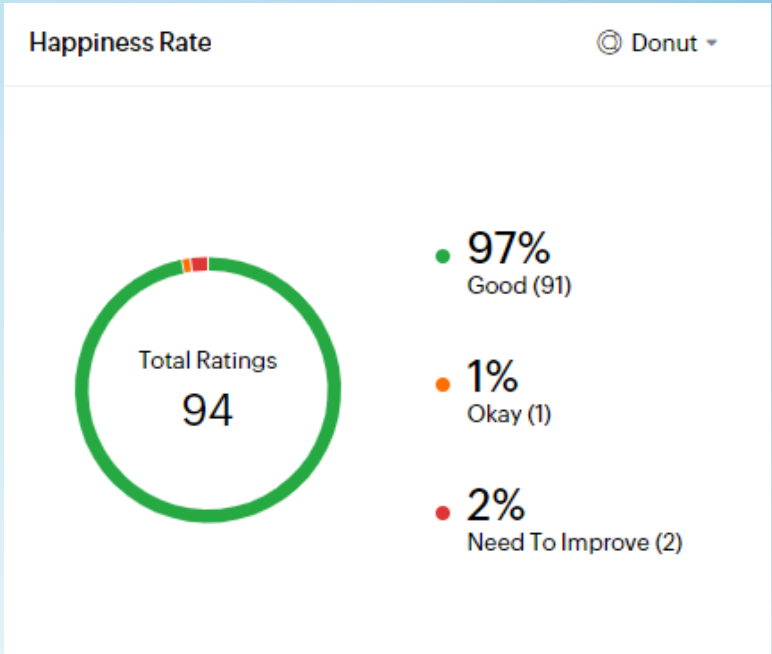 Happiness Rate
Donut
Total Ratings
94
97%
Good (91)
1%
Okay (1)
2%
Need To Improve (2)